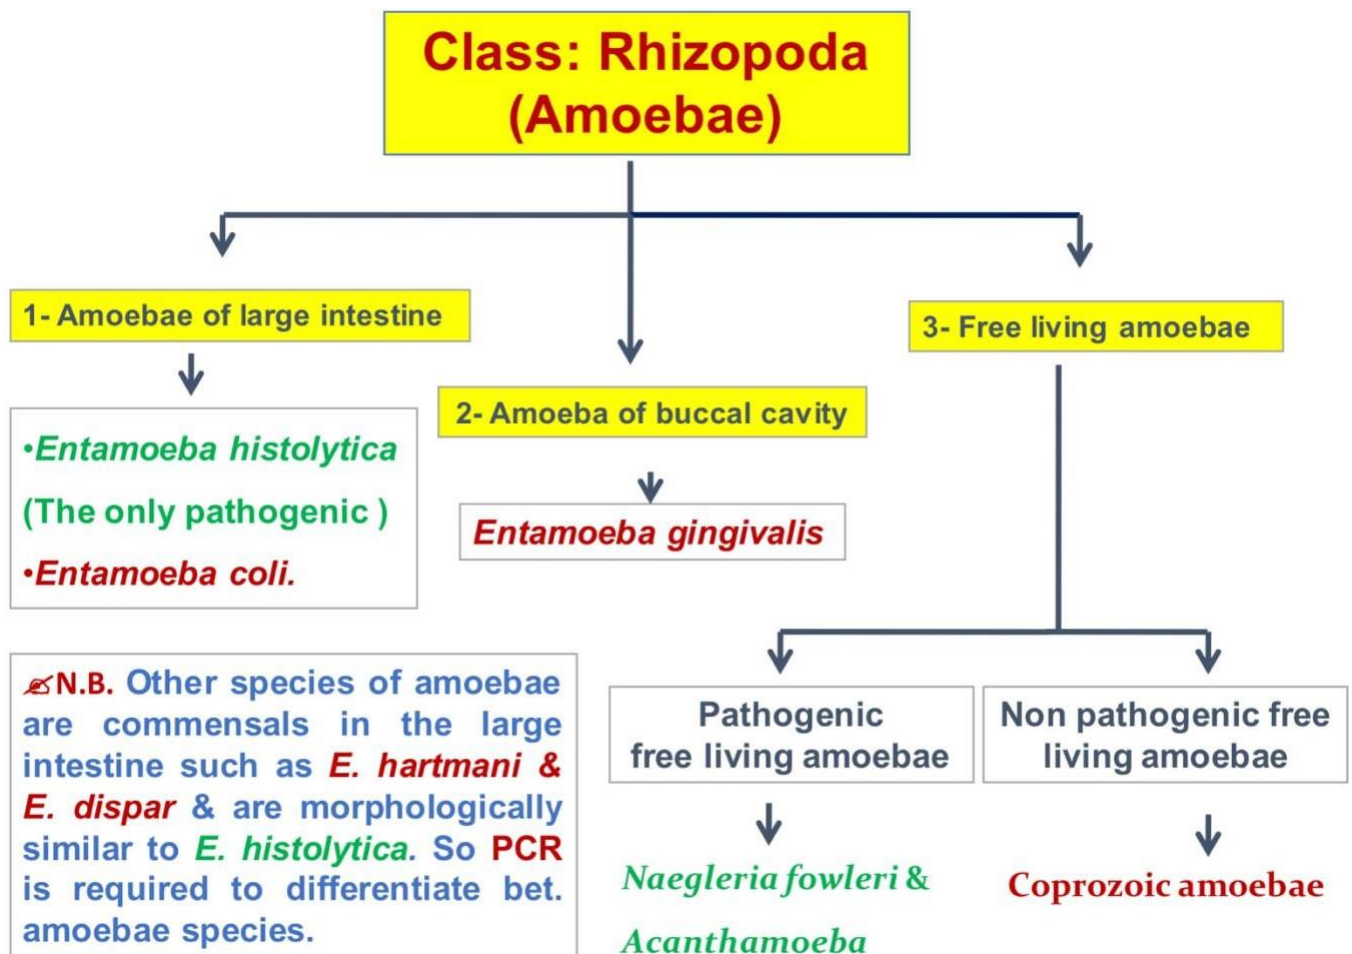 Class: Rhizopoda
(Amoebae)
1- Amoebae of large intestine
•Entamoeba histolytica
(The only pathogenic )
•Entamoeba coli.
2- Amoeba of buccal cavity
Entamoeba gingivalis
3- Free living amoebae
Pathogenic
free living amoebae
Naegleria fowleri &
Acanthamoeba
Non pathogenic free
living amoebae
Coprozoic amoebae
✍N.B. Other species of amoebae
are commensals in the large
intestine such as E. hartmani &
E. dispar & are morphologically
similar to E. histolytica. So PCR
is required to differentiate bet.
amoebae species.